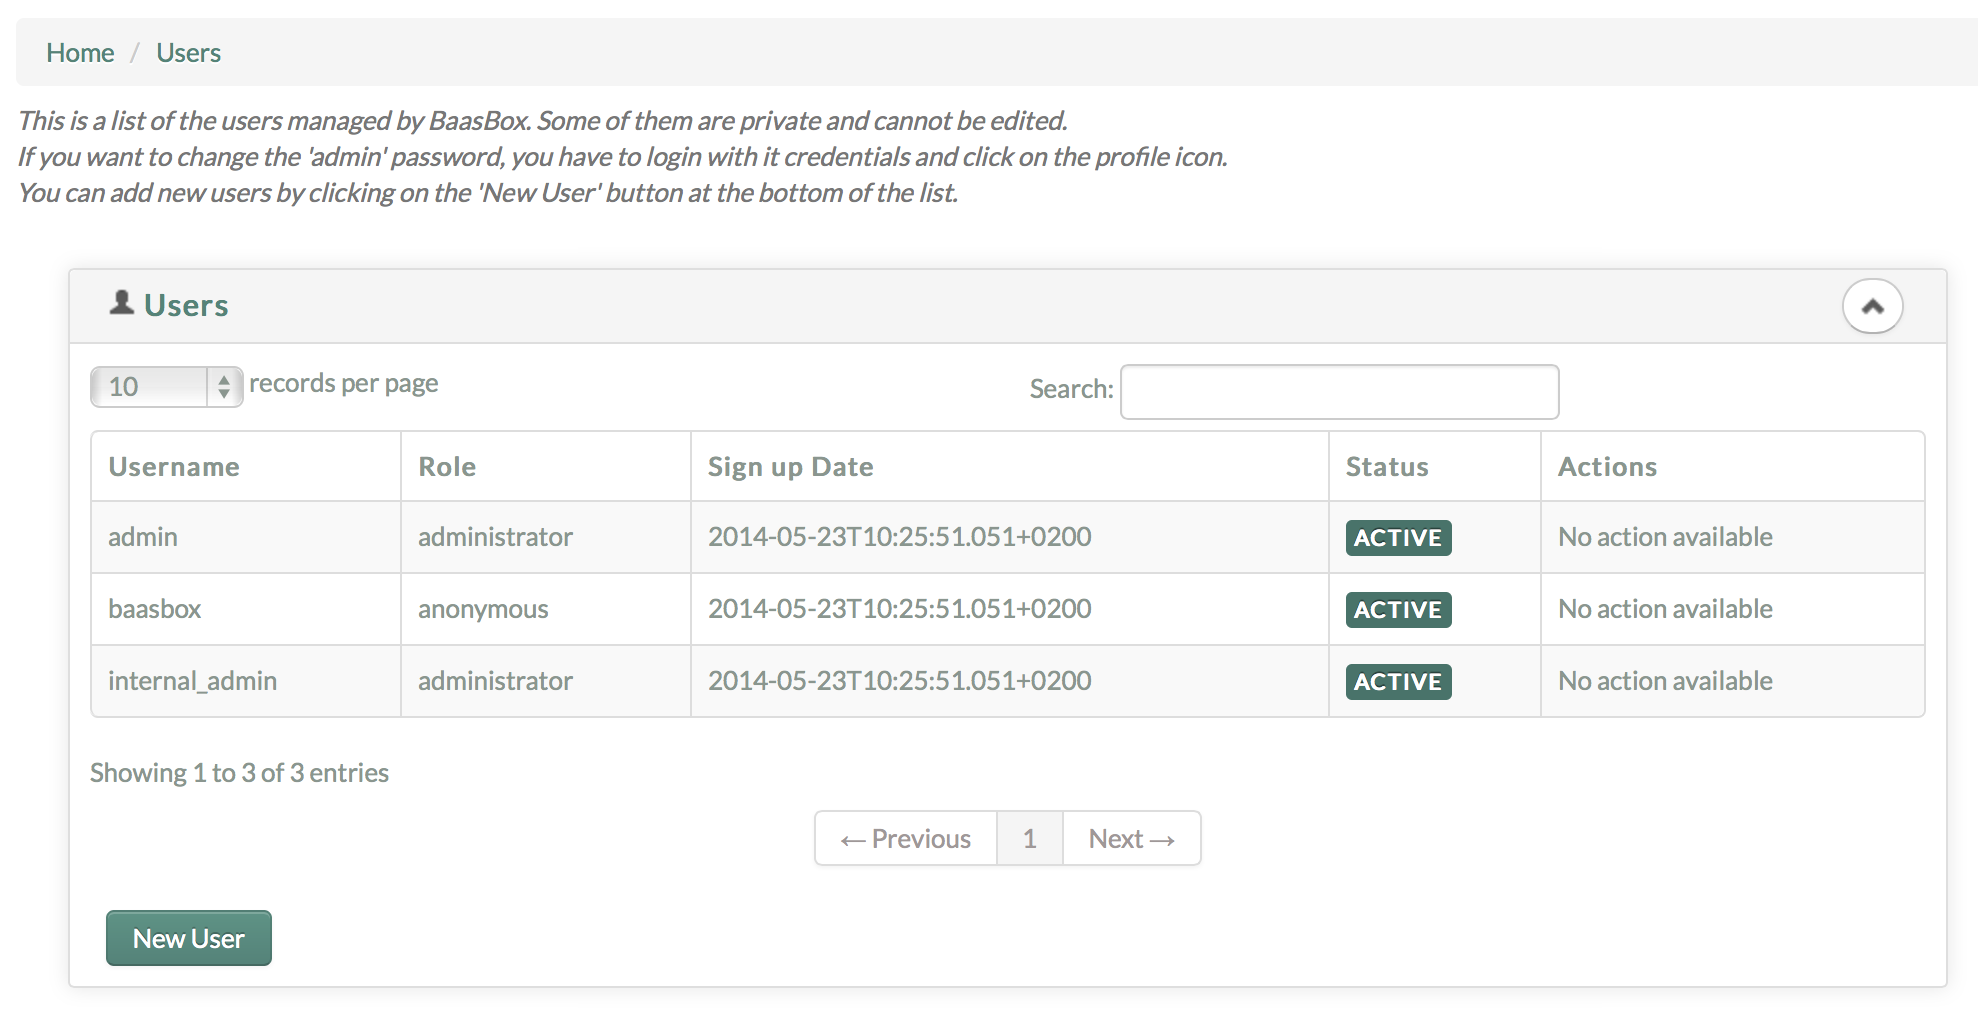 Home / Users
This is a list of the users managed by BaasBox. Some of them are private and cannot be edited.
If you want to change the 'admin' password, you have to login with it credentials and click on the profile icon.
You can add new users by clicking on the 'New User' button at the bottom of the list.
Users
10 records per page Search:
Username Role Sign up Date Status Actions
admin administrator 2014-05-23T10:25:51.051+0200 ACTIVE No action available
baasbox anonymous 2014-05-23T10:25:51.051+0200 ACTIVE No action available
internal_admin administrator 2014-05-23T10:25:51.051+0200 ACTIVE No action available
Showing 1 to 3 of 3 entries
← Previous 1 Next →
New User